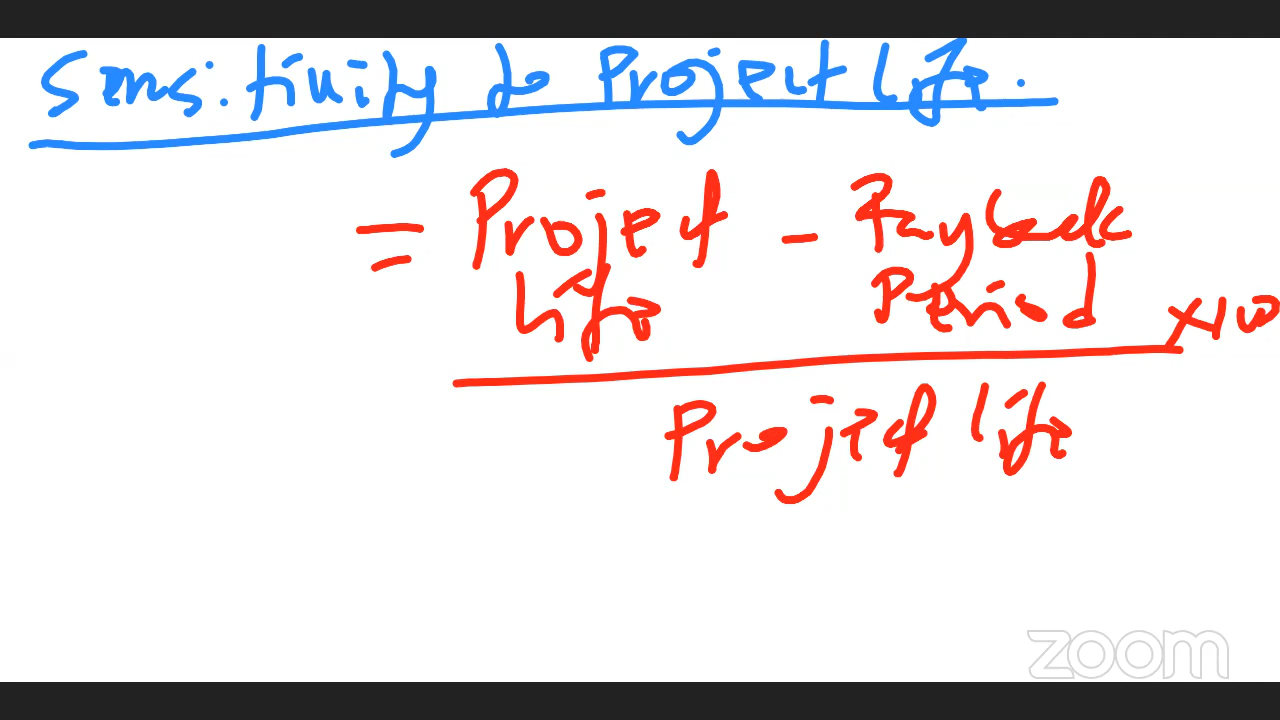 Sensitivity to Project Life.
= Project Life - Payback Period x100
Project Life
zoom